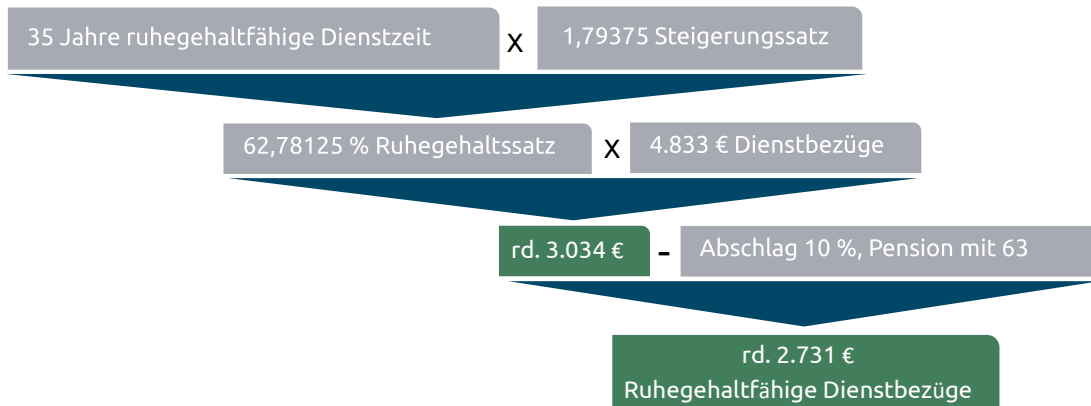 35 Jahre ruhegehaltfähige Dienstzeit x 1,79375 Steigerungssatz
62,78125 % Ruhegehaltssatz x 4.833 € Dienstbezüge
rd. 3.034 € - Abschlag 10 %, Pension mit 63
rd. 2.731 €
Ruhegehaltfähige Dienstbezüge